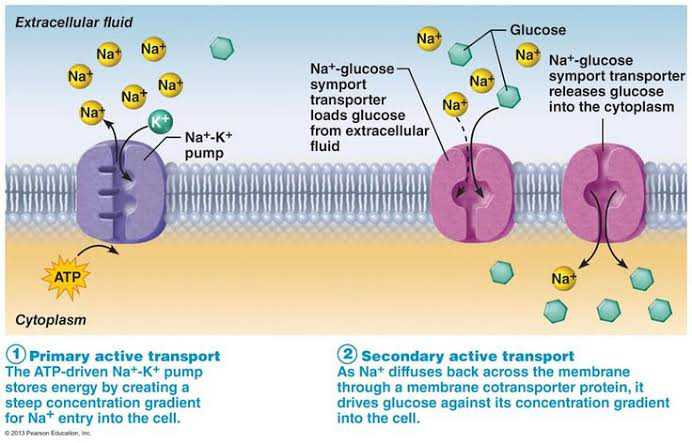 Extracellular fluid
Na+
Na+
Na+
Na+
Na+
Na+
K+
Na+-K+
pump
ATP
Cytoplasm
Na+-glucose
symport
transporter
loads glucose
from extracellular
fluid
Na+
Na+
Na+
Glucose
Na+-glucose
symport transporter
releases glucose
into the cytoplasm
Na+
1 Primary active transport
The ATP-driven Na+-K+ pump
stores energy by creating a
steep concentration gradient
for Na+ entry into the cell.
2 Secondary active transport
As Na+ diffuses back across the membrane
through a membrane cotransporter protein, it
drives glucose against its concentration gradient
into the cell.
© 2013 Pearson Education, Inc.